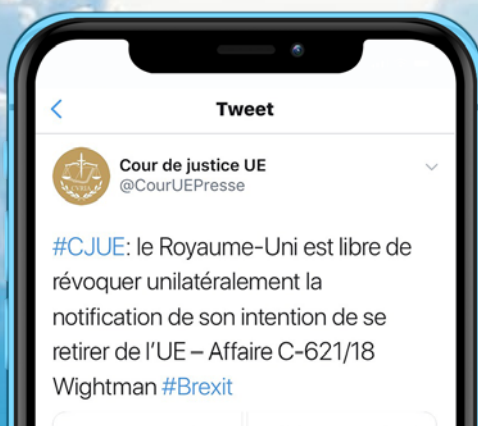 Tweet
Cour de justice UE
@CourUEPresse
#CJUE: le Royaume-Uni est libre de
révoquer unilatéralement la
notification de son intention de se
retirer de l'UE – Affaire C-621/18
Wightman #Brexit